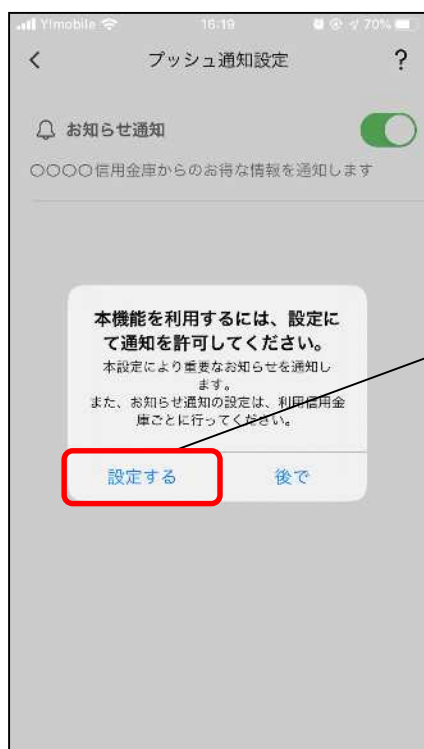 Y!mobile 16:19 70%
プッシュ通知設定 ?
お知らせ通知
〇〇〇〇信用金庫からのお得な情報を通知します
本機能を利用するには、設定に
て通知を許可してください。
本設定により重要なお知らせを通知し
ます。
また、お知らせ通知の設定は、利用信用金
庫ごとに行ってください。
設定する 後で